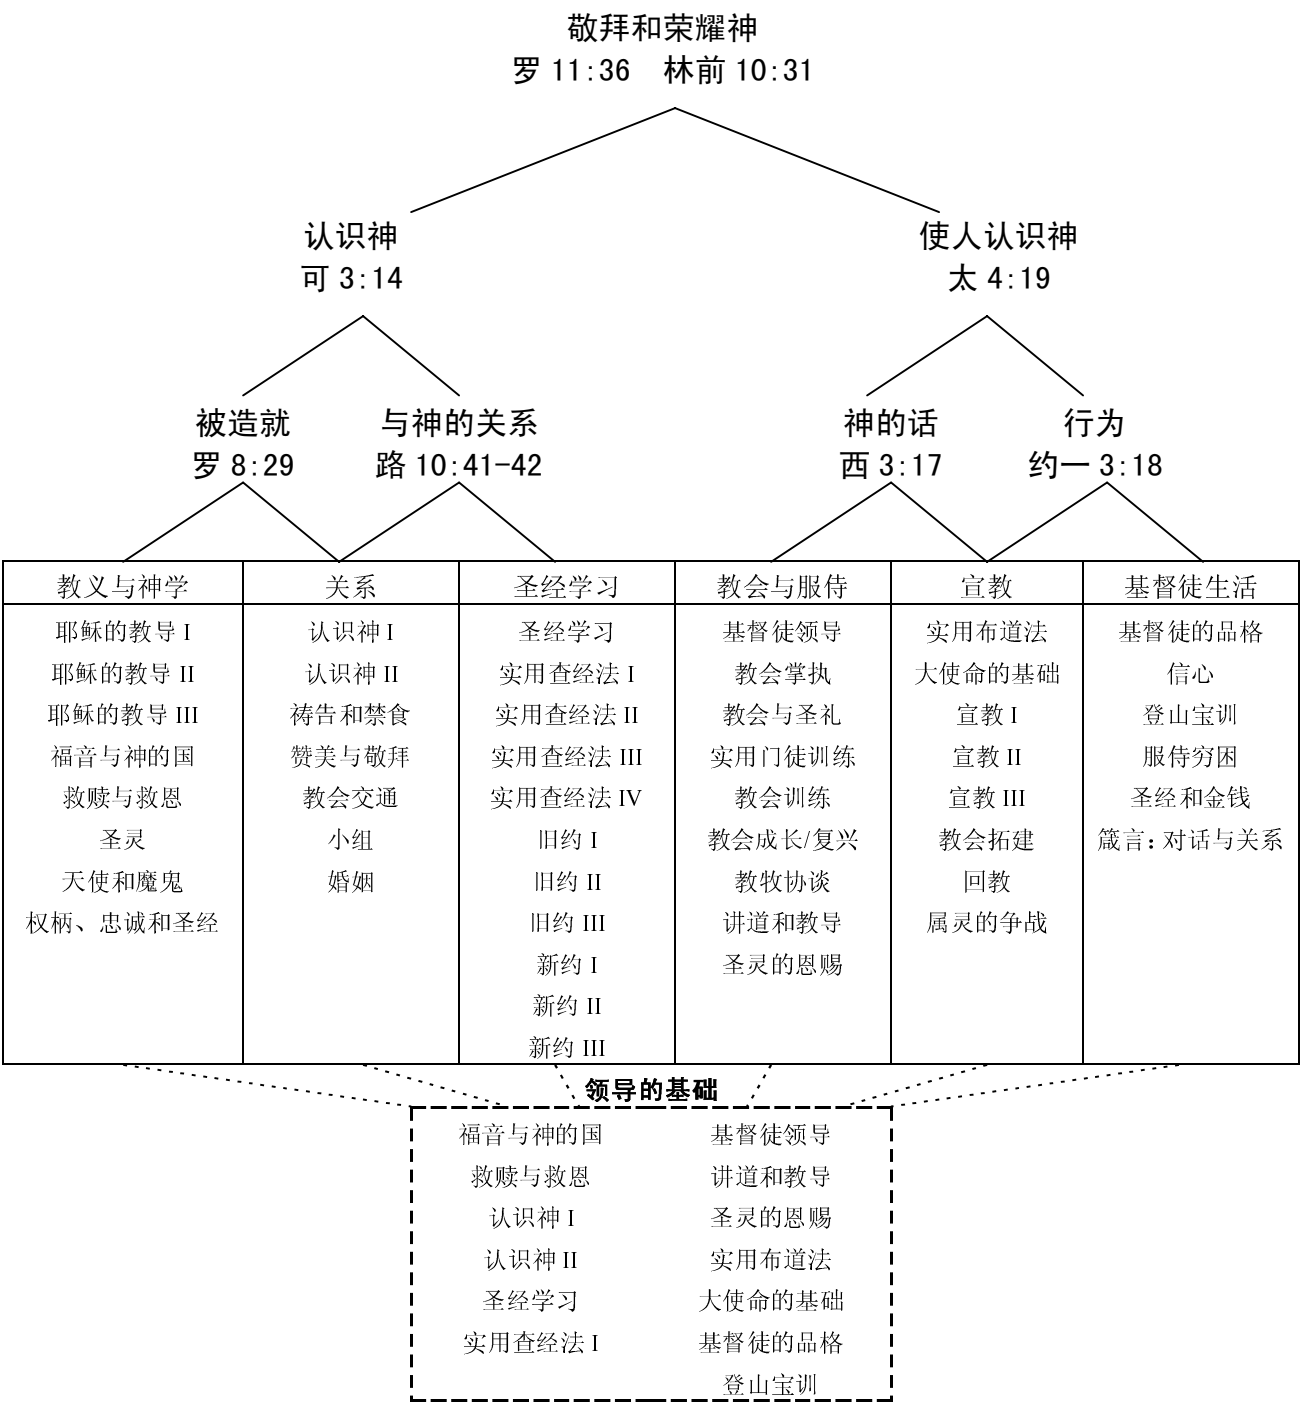 敬拜和荣耀神
罗 11:36 林前 10:31
认识神
可 3:14
使人认识神
太 4:19
被造就
罗 8:29
与神的关系
路 10:41-42
神的话
西 3:17
行为
约一 3:18
教义与神学
耶稣的教导 I
耶稣的教导 II
耶稣的教导 III
福音与神的国
救赎与救恩
圣灵
天使和魔鬼
权柄、忠诚和圣经
关系
认识神 I
认识神 II
祷告和禁食
赞美与敬拜
教会交通
小组
婚姻
圣经学习
圣经学习
实用查经法 I
实用查经法 II
实用查经法 III
实用查经法 IV
旧约 I
旧约 II
旧约 III
新约 I
新约 II
新约 III
教会与服侍
基督徒领导
教会掌执
教会与圣礼
实用门徒训练
教会训练
教会成长/复兴
教牧协谈
讲道和教导
圣灵的恩赐
宣教
实用布道法
大使命的基础
宣教 I
宣教 II
宣教 III
教会拓建
回教
属灵的争战
基督徒生活
基督徒的品格
信心
登山宝训
服侍穷困
圣经和金钱
箴言：对话与关系
领导的基础
福音与神的国
救赎与救恩
认识神 I
认识神 II
圣经学习
实用查经法 I
基督徒领导
讲道和教导
圣灵的恩赐
实用布道法
大使命的基础
基督徒的品格
登山宝训